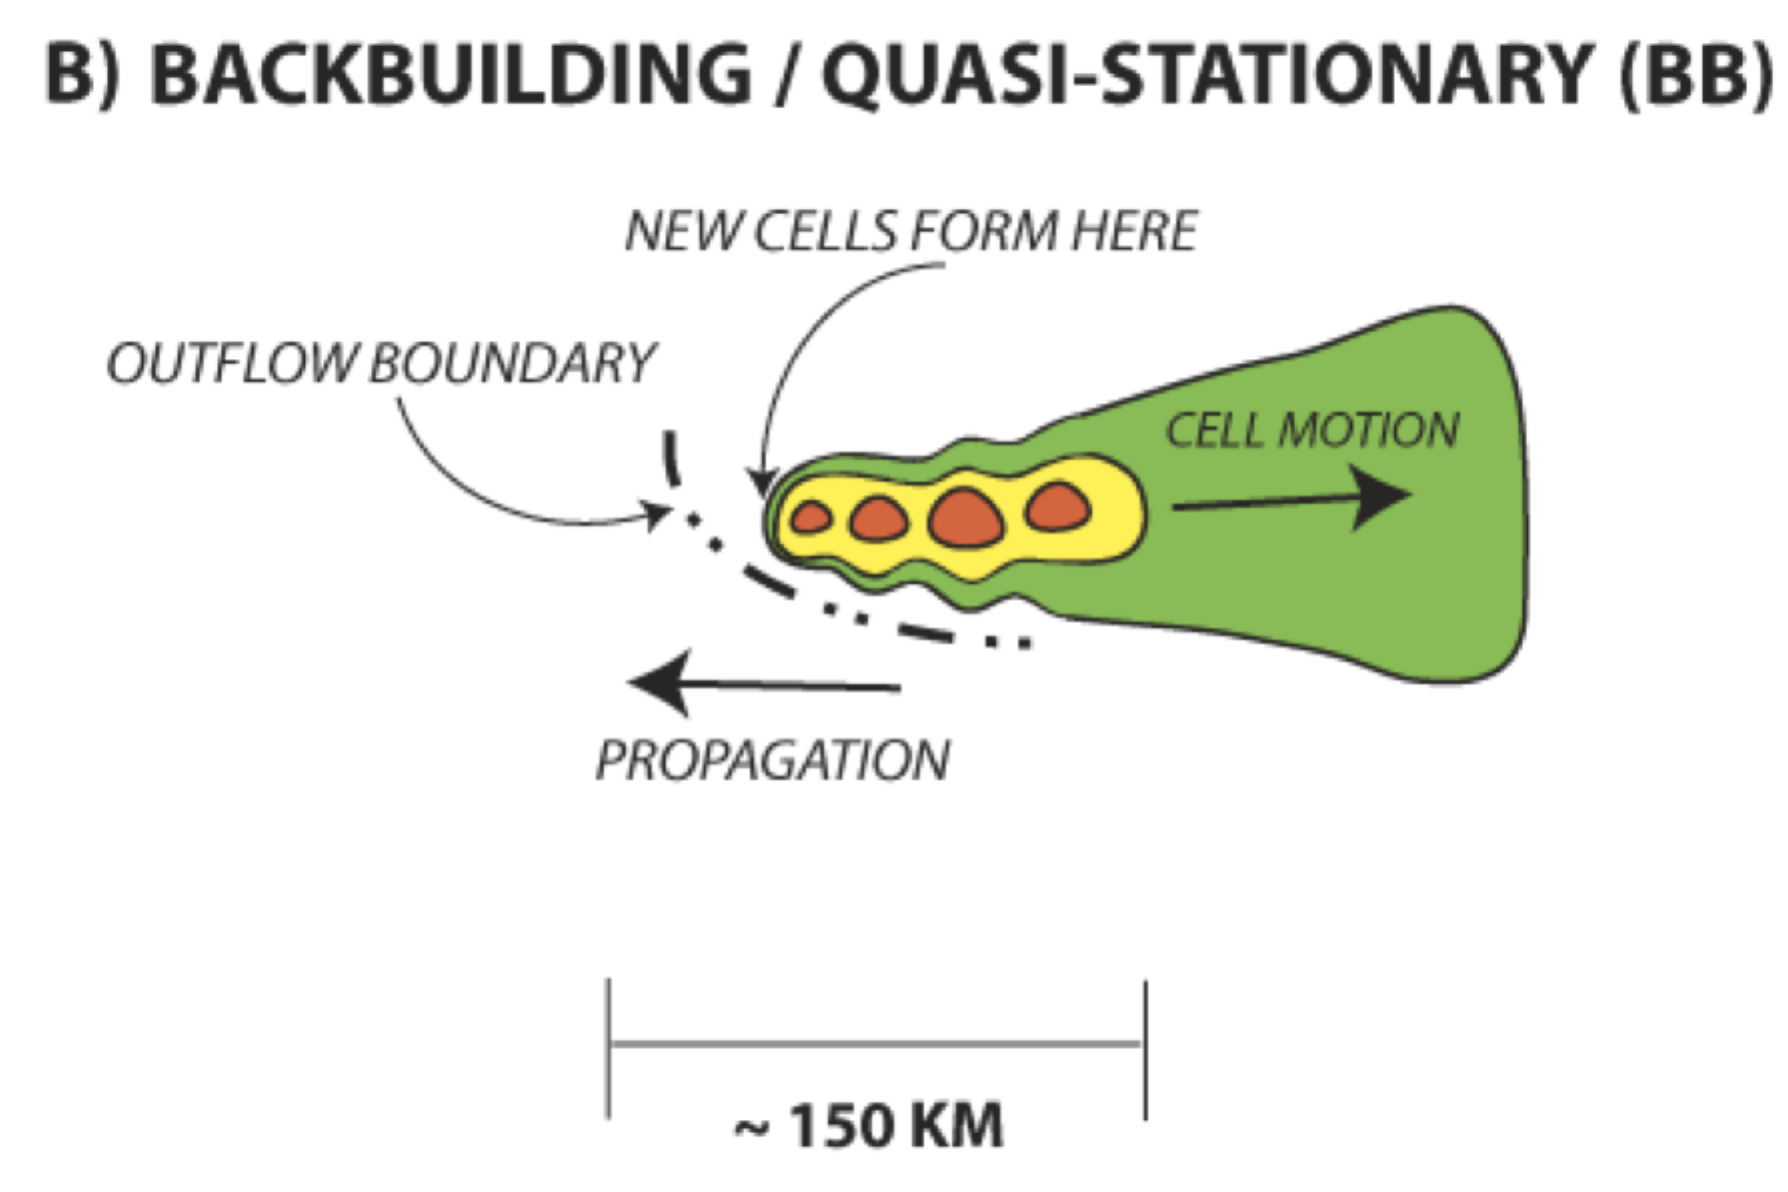 B) BACKBUILDING / QUASI-STATIONARY (BB)
NEW CELLS FORM HERE
OUTFLOW BOUNDARY
CELL MOTION
PROPAGATION
~ 150 KM